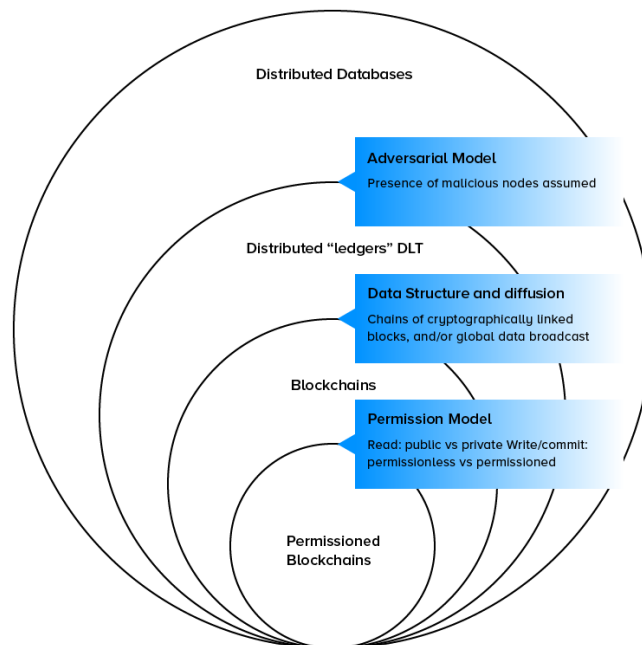 Distributed Databases
Adversarial Model
Presence of malicious nodes assumed
Distributed “ledgers” DLT
Data Structure and diffusion
Chains of cryptographically linked
blocks, and/or global data broadcast
Blockchains
Permission Model
Read: public vs private Write/commit:
permissionless vs permissioned
Permissioned
Blockchains